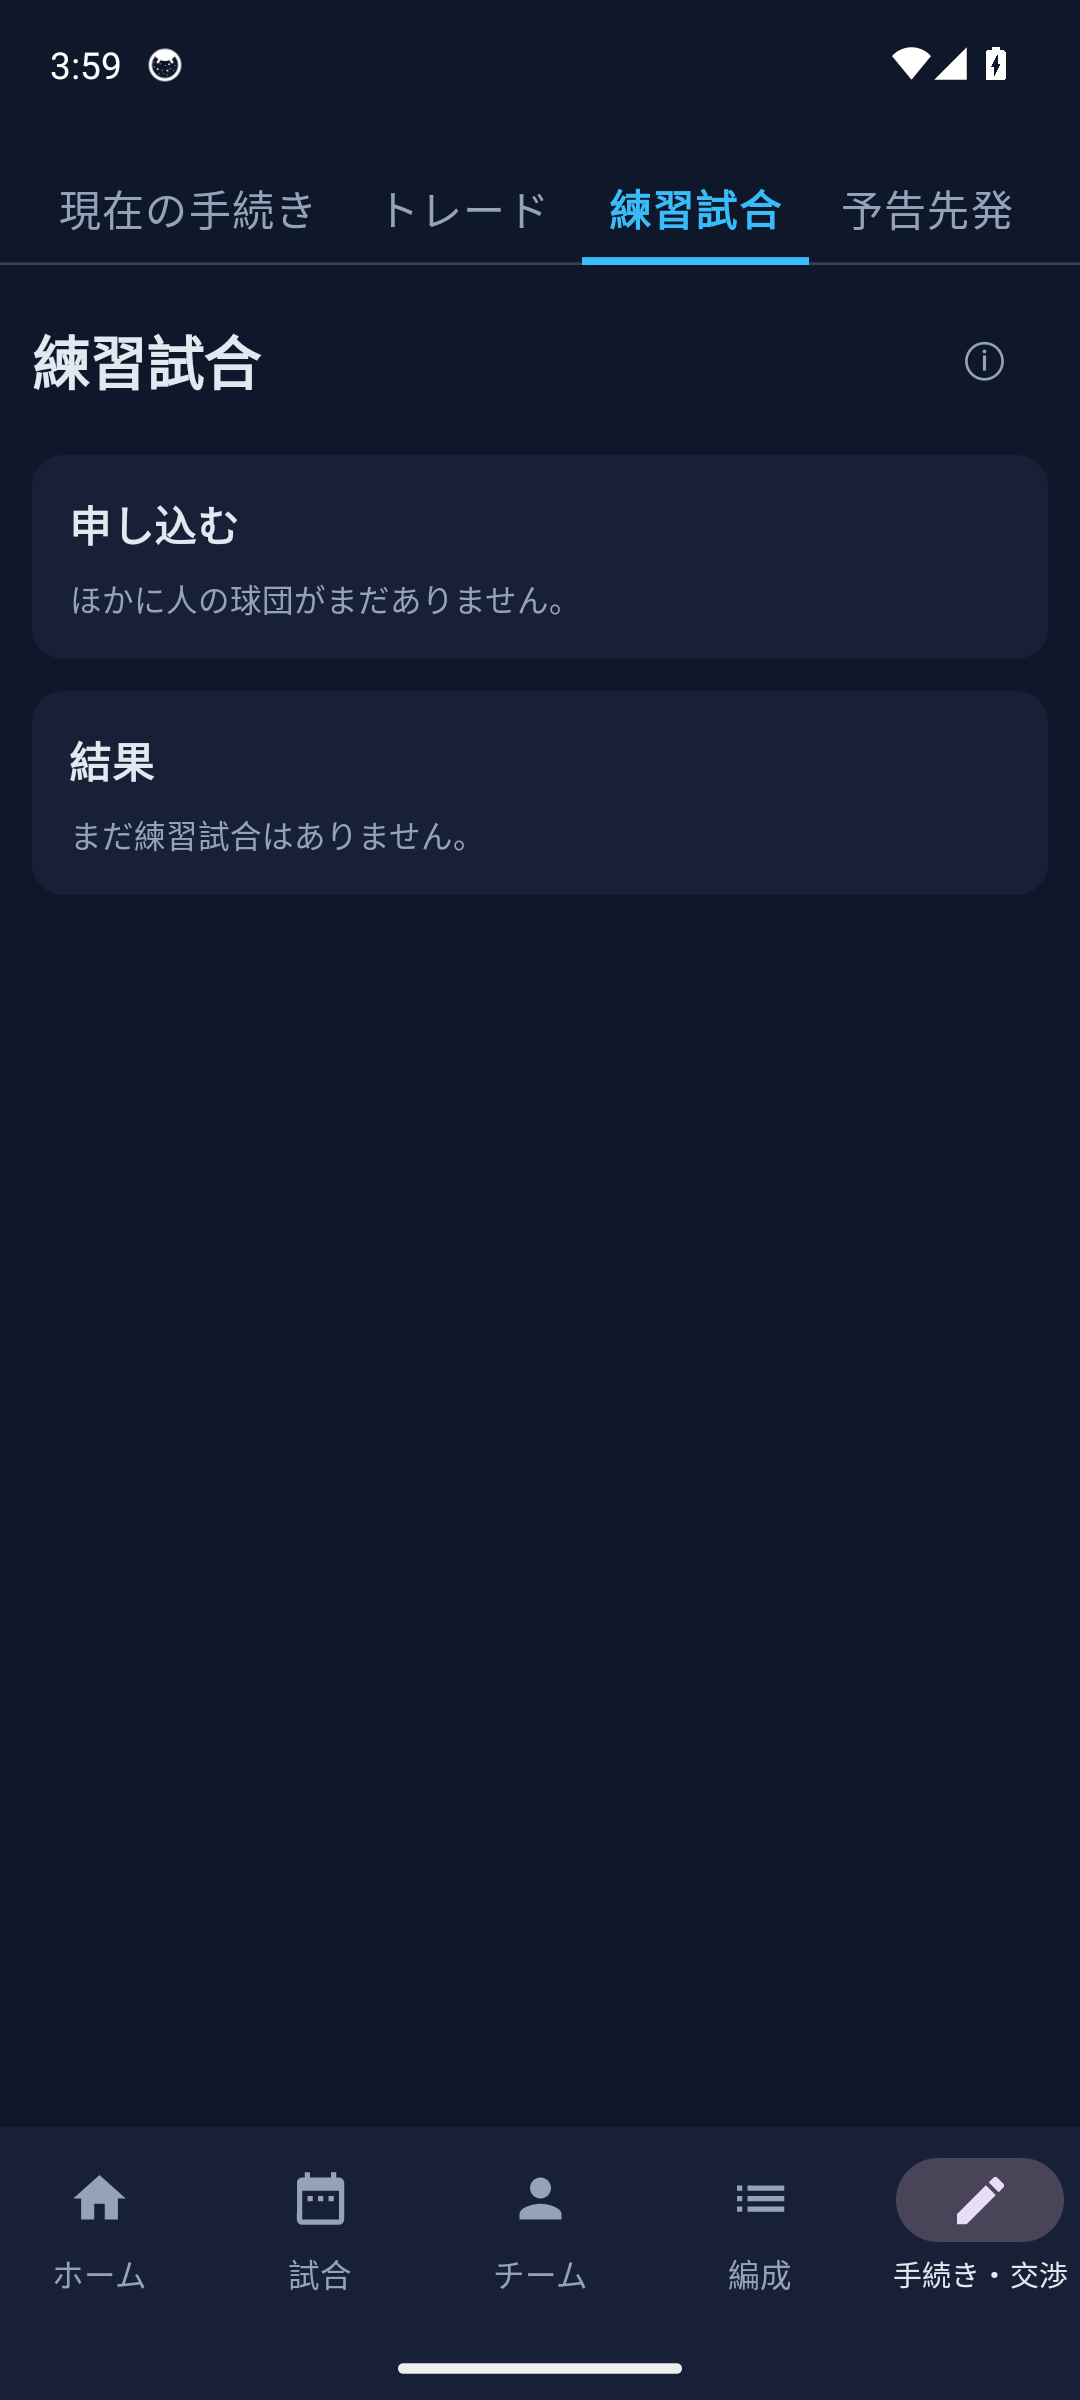 3:59
現在の手続き トレード 練習試合 予告先発
練習試合
申し込む
ほかに人の球団がまだありません。
結果
まだ練習試合はありません。
ホーム 試合 チーム 編成 手続き・交渉